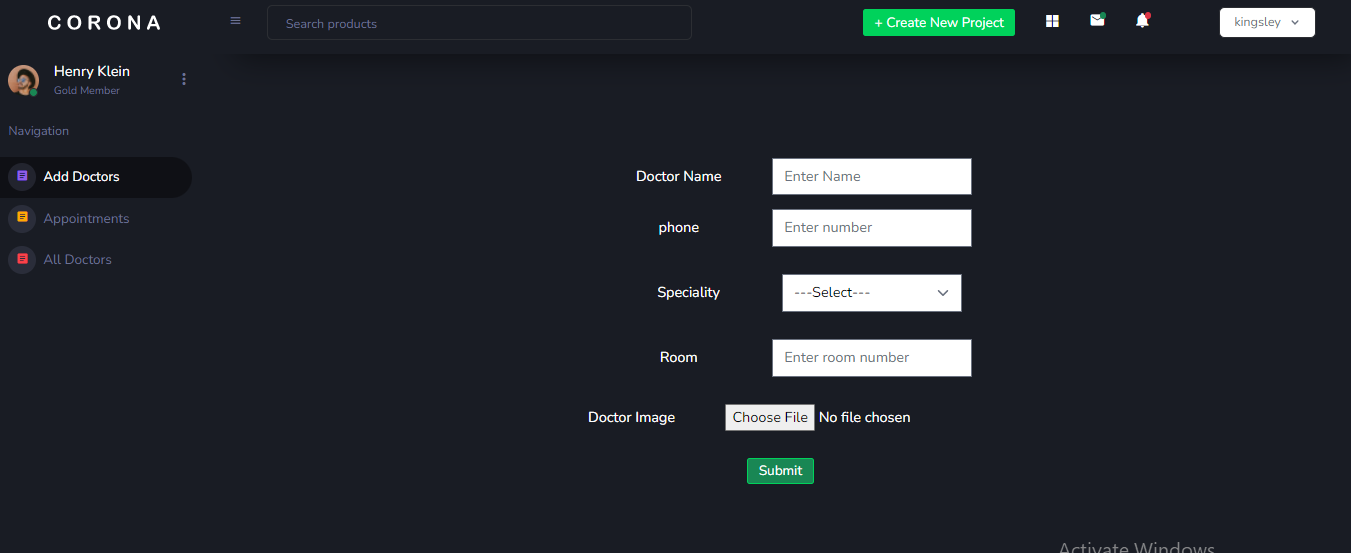 CORONA
Search products
+ Create New Project
kingsley
Henry Klein
Gold Member
Navigation
Add Doctors
Appointments
All Doctors
Doctor Name
Enter Name
phone
Enter number
Speciality
---Select---
Room
Enter room number
Doctor Image
Choose File No file chosen
Submit
Activate Windows